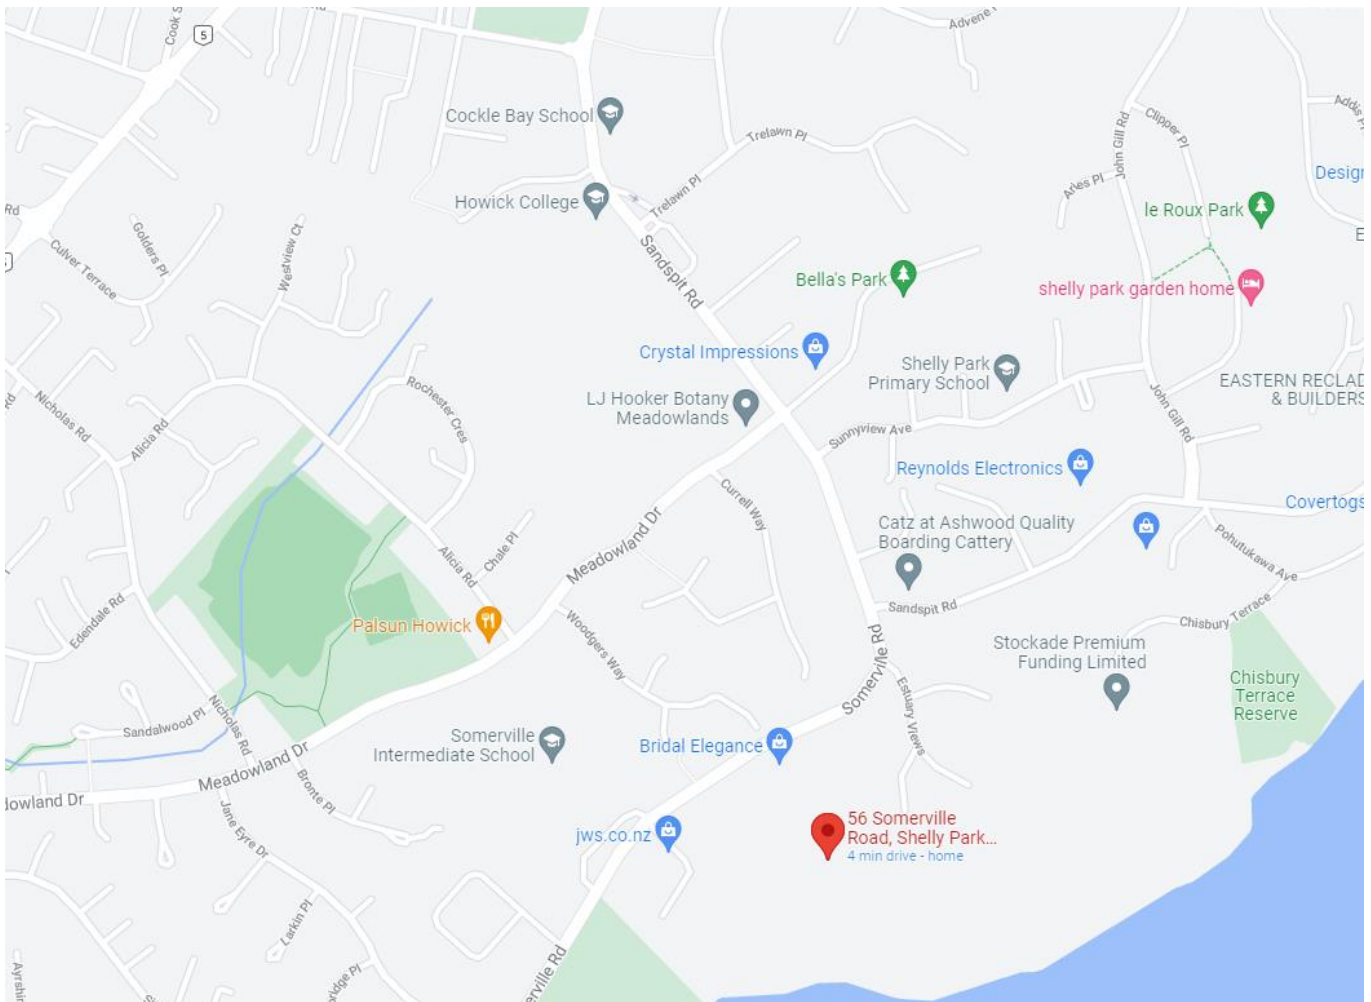 Cook S
5
Advene R
Cockle Bay School
Trelawn Pl
Clipper Pl
Addis A
John Gill Rd
Howick College
Trelawn Pl
Arles Pl
Design
Rd
Golders Pl
Westview Ct
le Roux Park
E
Culver Terrace
Sandspit Rd
Bella's Park
shelly park garden home
Crystal Impressions
Shelly Park
Primary School
Rochester Cres
EASTERN RECLAD
& BUILDERS
LJ Hooker Botany
Meadowlands
Nicholas Rd
Rd
Alicia Rd
Sunnyview Ave
John Gill Rd
Reynolds Electronics
Currell Way
Covertogs
Catz at Ashwood Quality
Boarding Cattery
Chale Pl
Meadowland Dr
Pohutukawa Ave
Alicia Rd
Edendale Rd
Palsun Howick
Woodgers Way
Sandspit Rd
Chisbury Terrace
Stockade Premium
Funding Limited
Somerville Rd
Estuary Views
Chisbury
Terrace
Reserve
Sandalwood Pl
Nicholas Rd
Somerville
Intermediate School
Bridal Elegance
Meadowland Dr
dowland Dr
Bronte Pl
Jane Eyre Dr
jws.co.nz
56 Somerville
Road, Shelly Park...
4 min drive - home
Larkin Pl
erville Rd
bridge Pl
Ayrshir